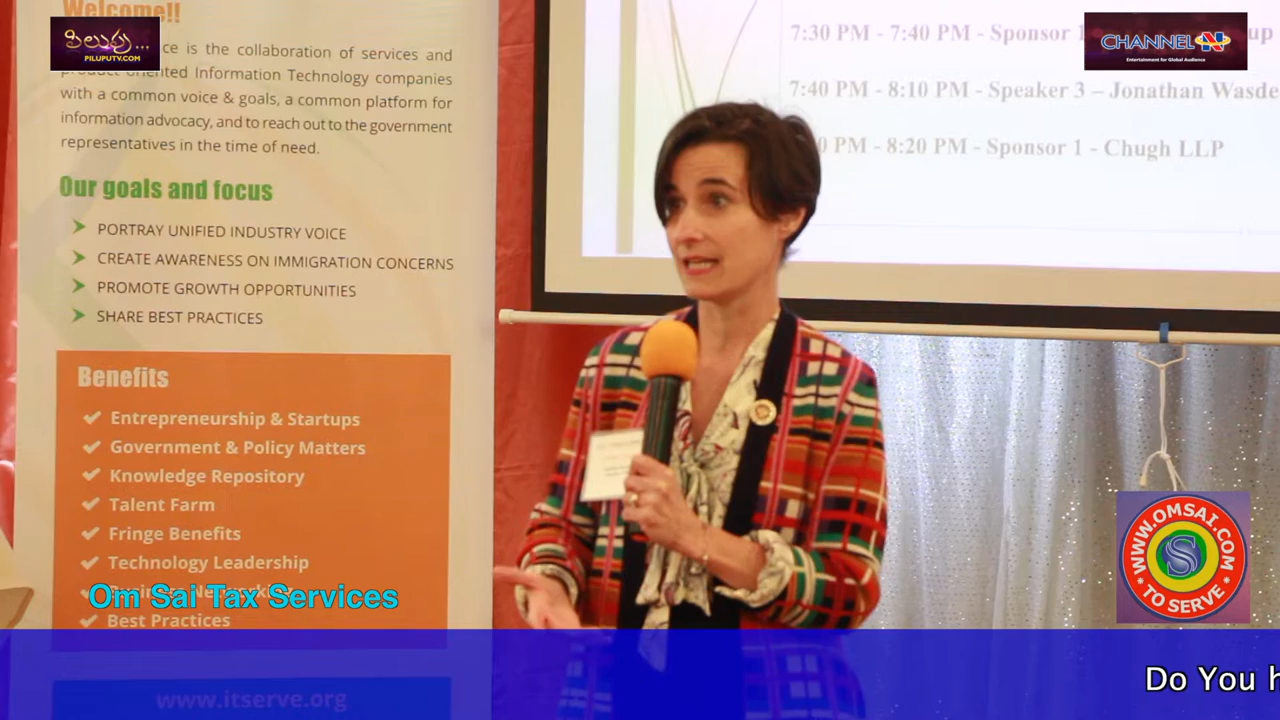 Welcome!!
ce is the collaboration of services and
product oriented Information Technology companies
with a common voice & goals, a common platform for
information advocacy, and to reach out to the government
representatives in the time of need.
Our goals and focus
PORTRAY UNIFIED INDUSTRY VOICE
CREATE AWARENESS ON IMMIGRATION CONCERNS
PROMOTE GROWTH OPPORTUNITIES
SHARE BEST PRACTICES
Benefits
Entrepreneurship & Startups
Government & Policy Matters
Knowledge Repository
Talent Farm
Fringe Benefits
Technology Leadership
Best Practices
www.itserve.org
పిలుపు...
PILUPUTV.COM
7:30 PM - 7:40 PM - Sponsor
7:40 PM - 8:10 PM - Speaker 3 – Jonathan Wasde
0 PM - 8:20 PM - Sponsor 1 - Chugh LLP
CHANNEL N
Entertainment for Global Audience
WWW.OMSAI.COM
* TO SERVE *
S
Om Sai Tax Services
Do You h